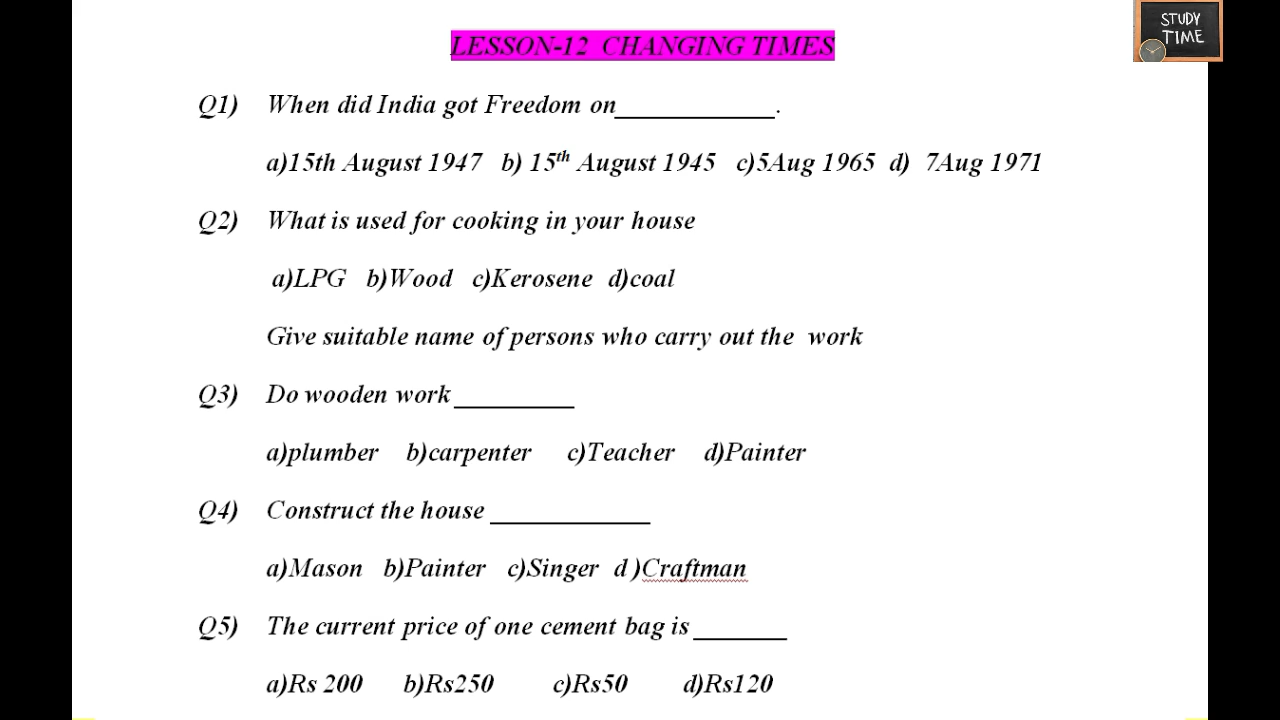 STUDY
TIME
LESSON-12 CHANGING TIMES
Q1) When did India got Freedom on____________.
a)15th August 1947 b) 15th August 1945 c)5Aug 1965 d) 7Aug 1971
Q2) What is used for cooking in your house
a)LPG b)Wood c)Kerosene d)coal
Give suitable name of persons who carry out the work
Q3) Do wooden work _________
a)plumber b)carpenter c)Teacher d)Painter
Q4) Construct the house ____________
a)Mason b)Painter c)Singer d )Craftman
Q5) The current price of one cement bag is _______
a)Rs 200 b)Rs250 c)Rs50 d)Rs120